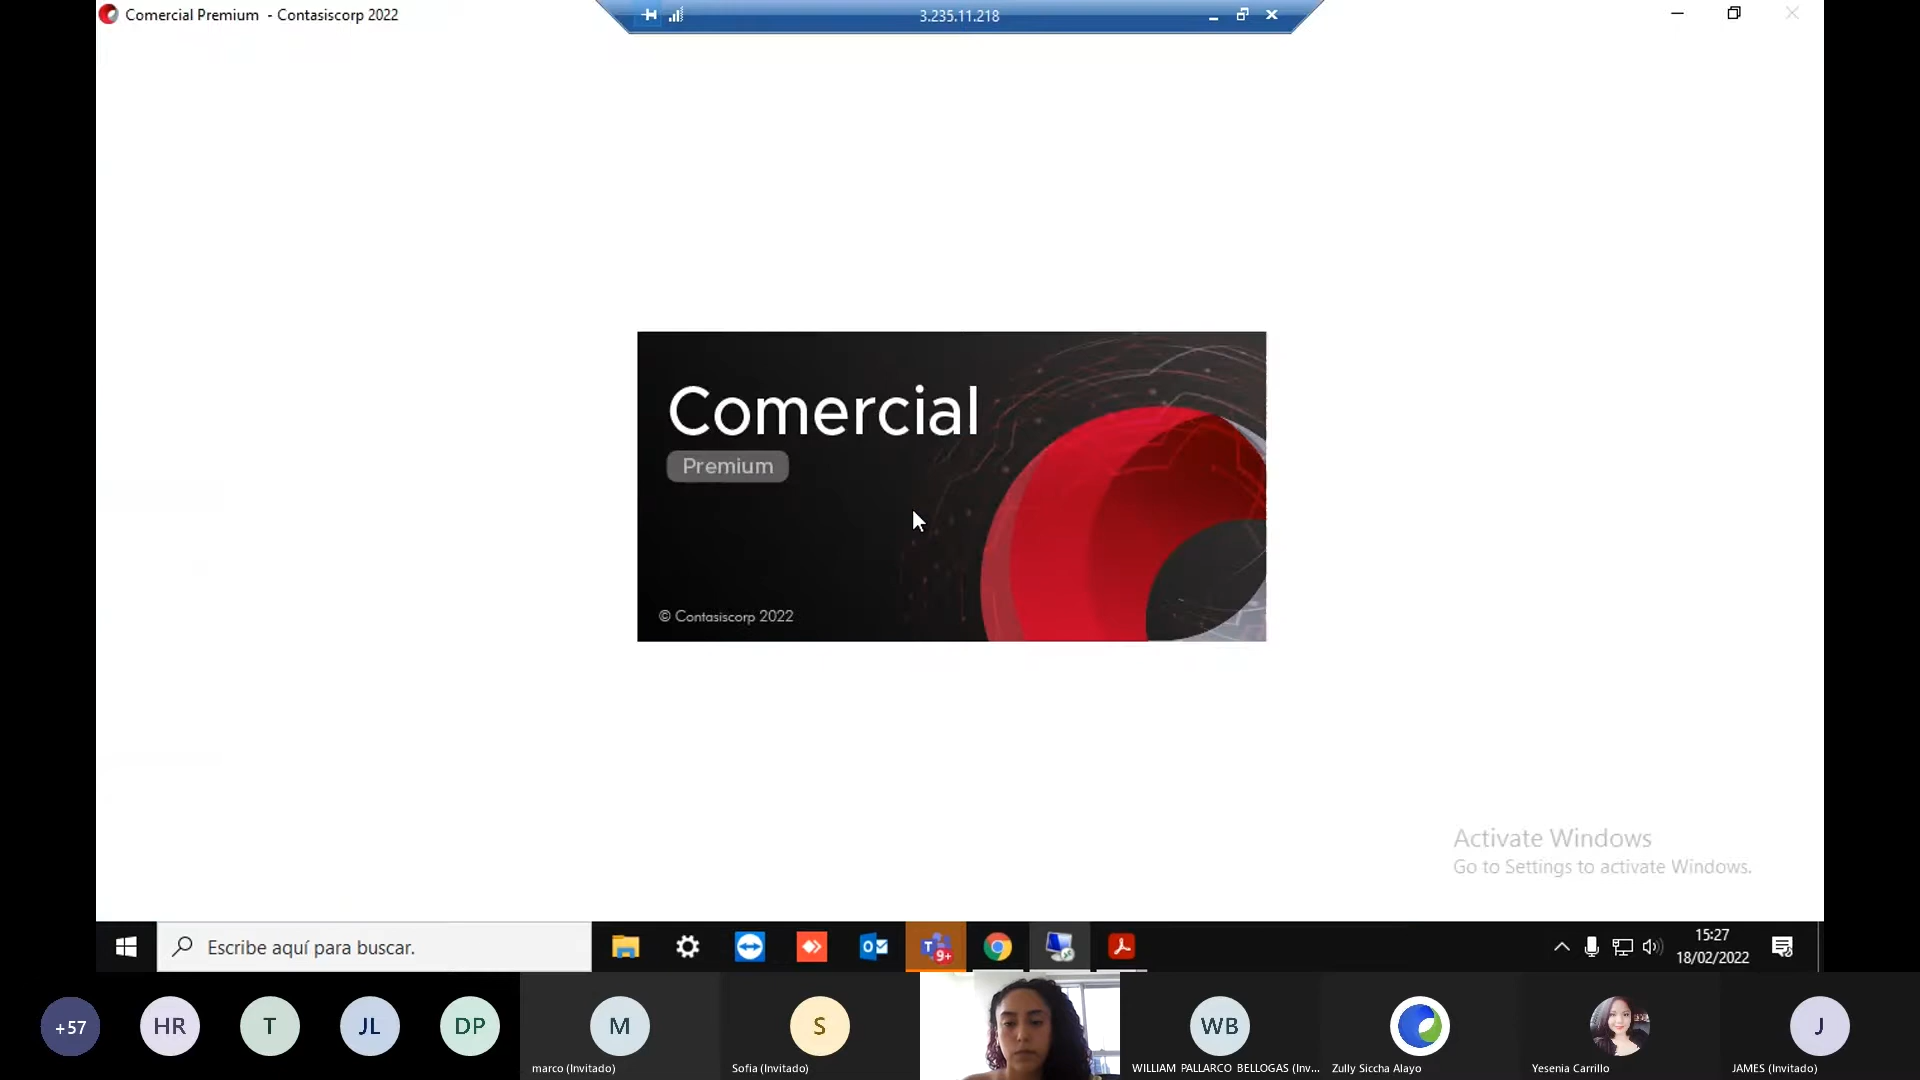 Comercial Premium - Contasiscorp 2022
3.235.11.218
Comercial
Premium
© Contasiscorp 2022
Activate Windows
Go to Settings to activate Windows.
Escribe aquí para buscar.
9+
15:27
18/02/2022
+57
HR
T
JL
DP
M
marco (Invitado)
S
Sofia (Invitado)
WB
WILLIAM PALLARCO BELLOGAS (Inv...
Zully Siccha Alayo
Yesenia Carrillo
J
JAMES (Invitado)